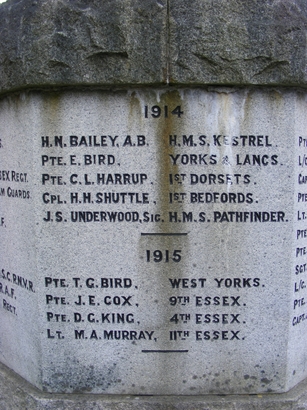 1914
H.N. BAILEY, A.B. H.M.S. KESTREL.
PTE. E. BIRD, YORKS & LANCS.
PTE. C.L. HARRUP, 1ST DORSETS.
CPL. H.H. SHUTTLE, 1ST BEDFORDS.
J.S. UNDERWOOD, SIG. H.M.S. PATHFINDER.
1915
PTE. T.G. BIRD, WEST YORKS.
PTE. J.E. COX, 9TH ESSEX.
PTE. D.G. KING, 4TH ESSEX.
LT. M.A. MURRAY, 11TH ESSEX.